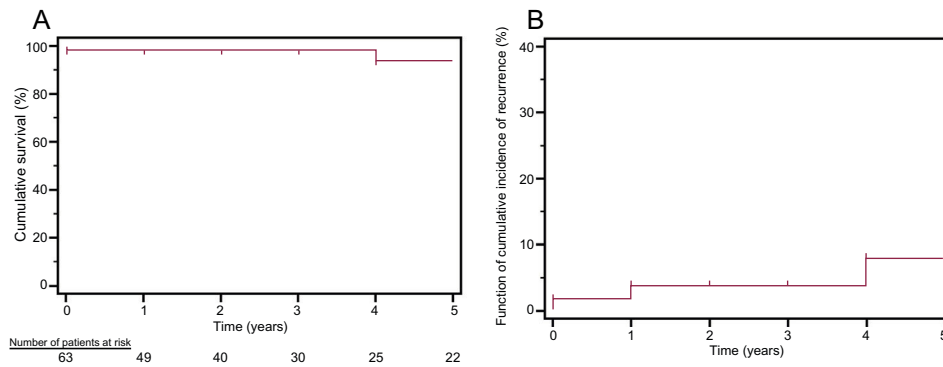 A
Cumulative survival (%)
100
80
60
40
20
0
0 1 2 3 4 5
Time (years)
Number of patients at risk
63 49 40 30 25 22
B
Function of cumulative incidence of recurrence (%)
40
30
20
10
0
0 1 2 3 4 5
Time (years)